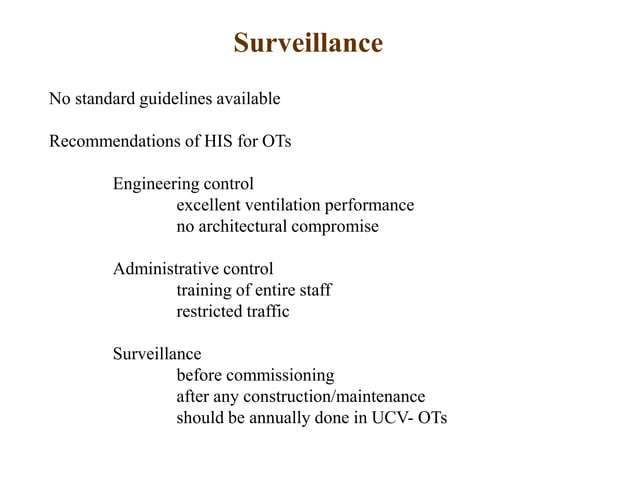 Surveillance
No standard guidelines available
Recommendations of HIS for OTs
Engineering control
excellent ventilation performance
no architectural compromise
Administrative control
training of entire staff
restricted traffic
Surveillance
before commissioning
after any construction/maintenance
should be annually done in UCV- OTs